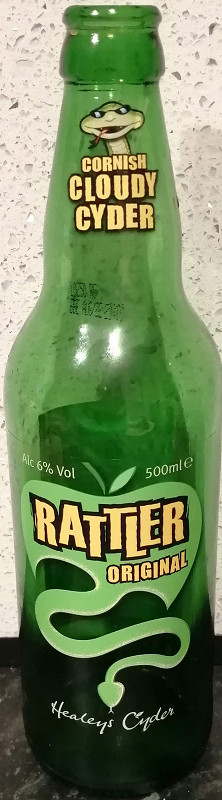 CORNISH
CLOUDY
CYDER
Alc 6% Vol 500ml e
RATTLER
ORIGINAL
Healeys Cyder